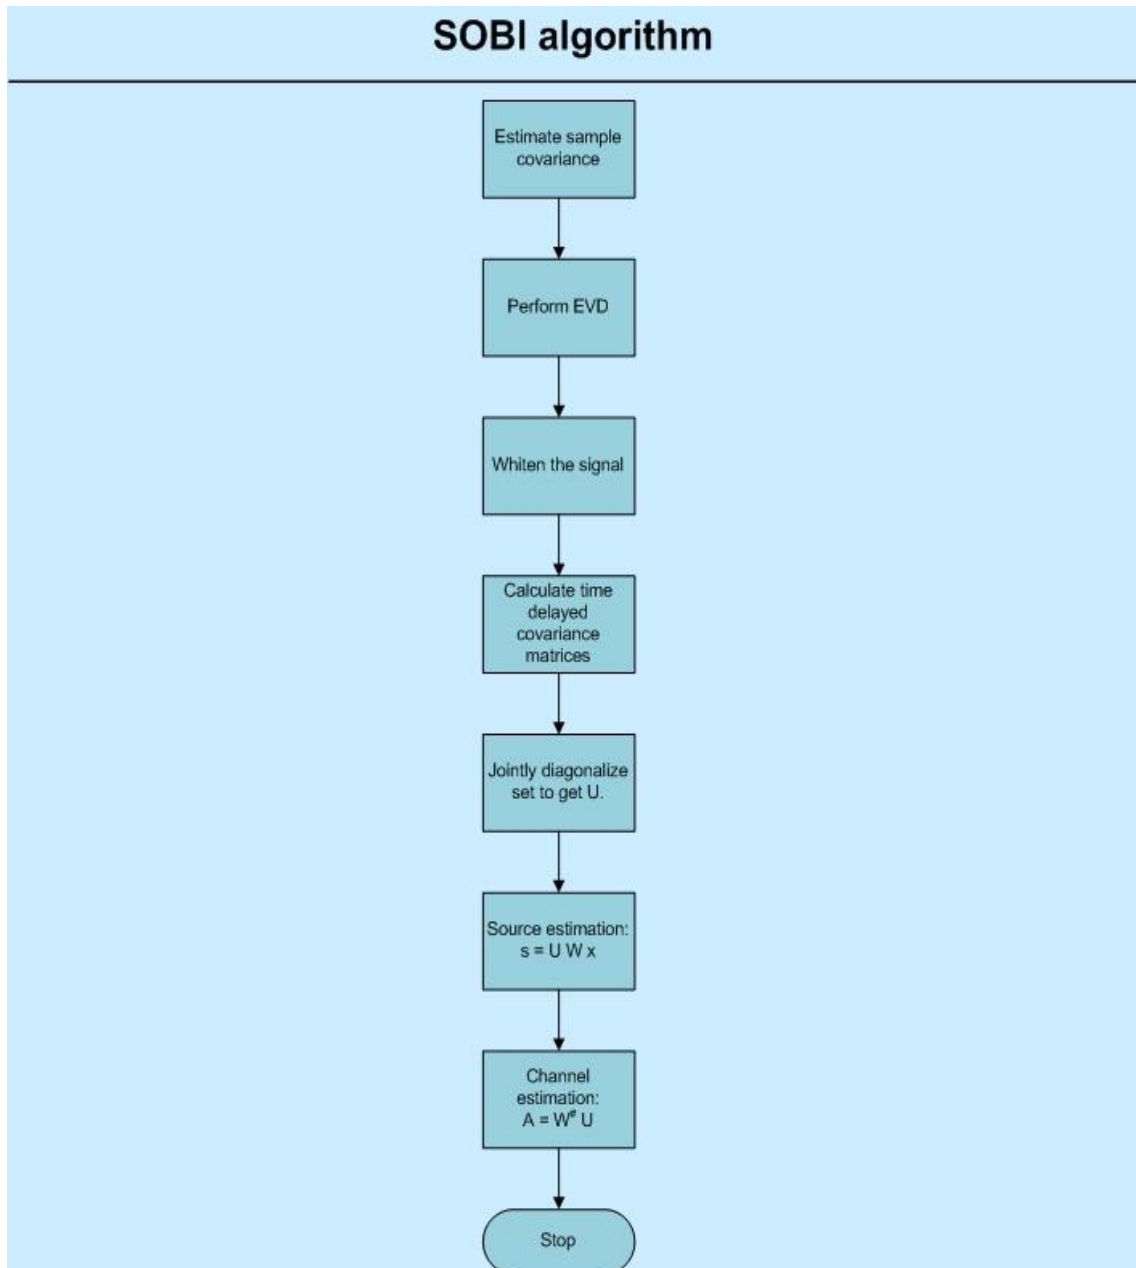 SOBI algorithm
Estimate sample
covariance
Perform EVD
Whiten the signal
Calculate time
delayed
covariance
matrices
Jointly diagonalize
set to get U.
Source estimation:
s = U W x
Channel
estimation:
A = W^# U
Stop